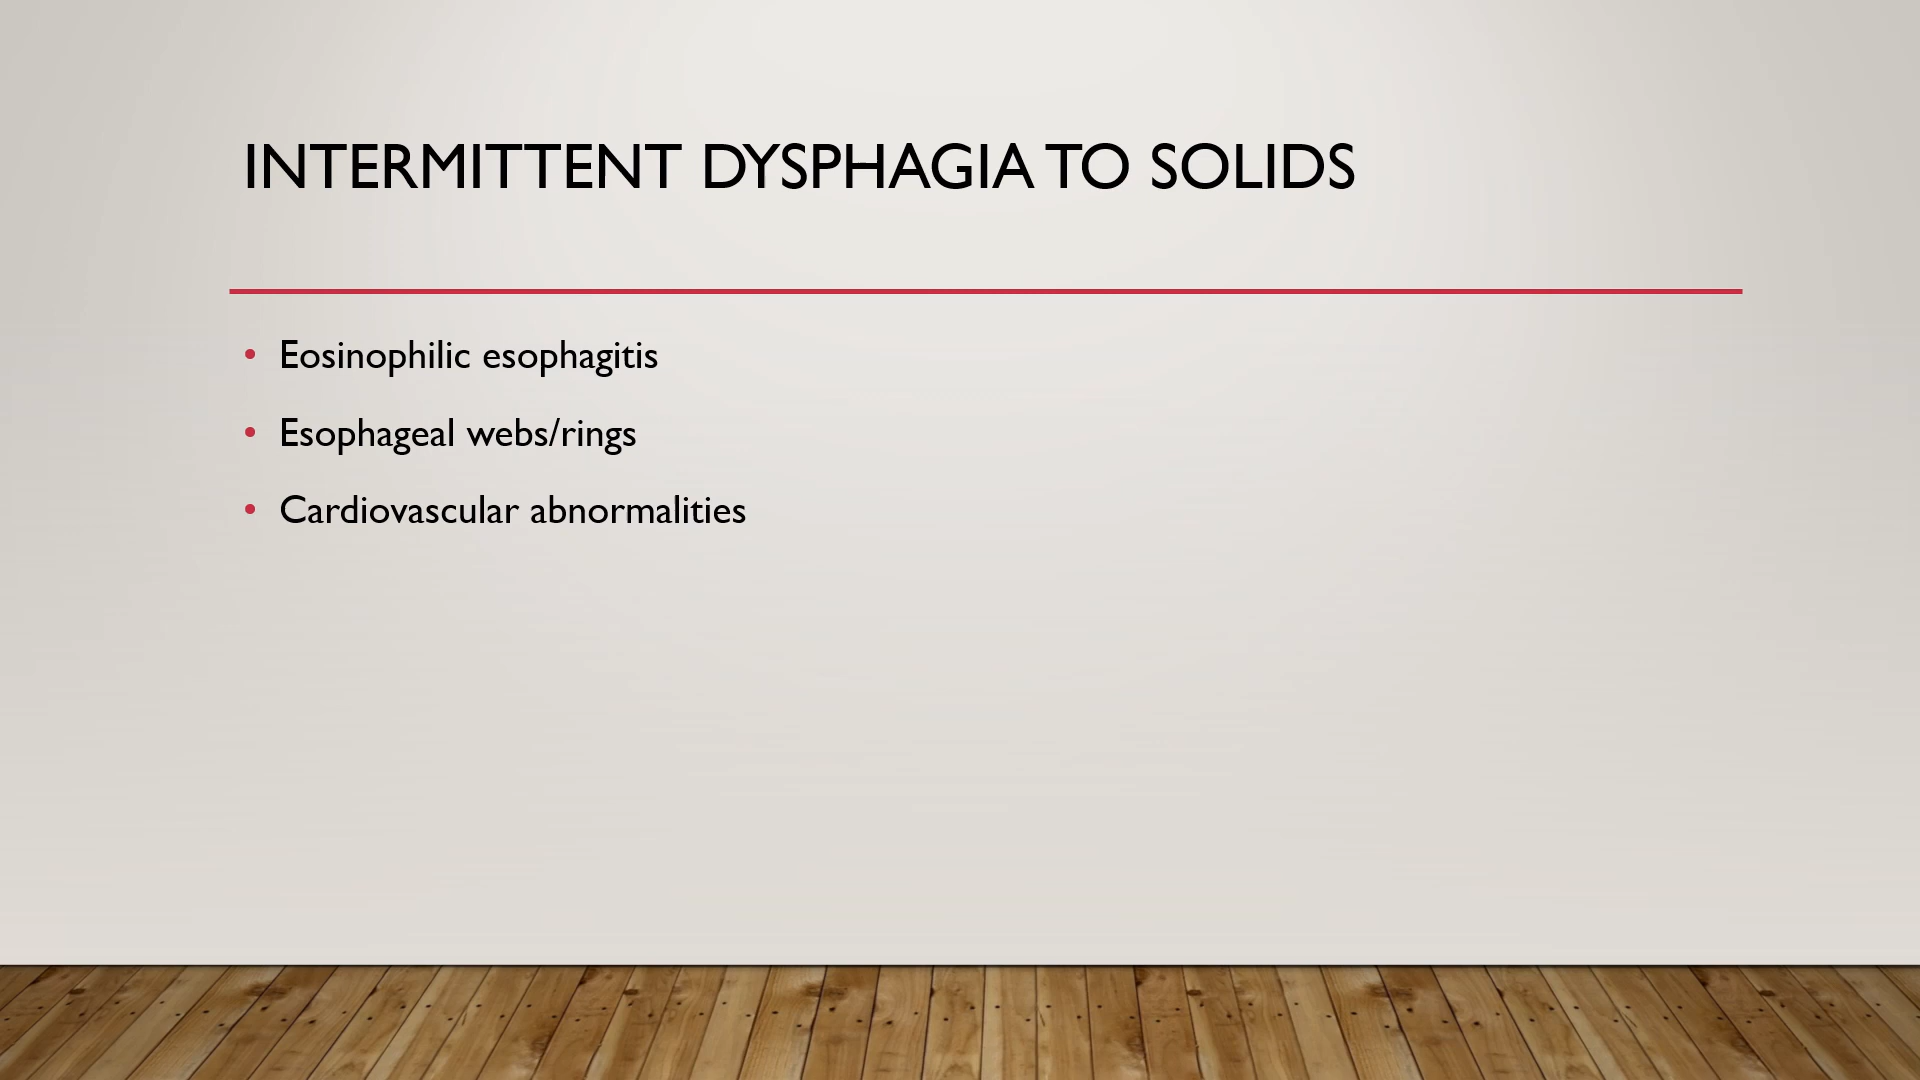 INTERMITTENT DYSPHAGIA TO SOLIDS
• Eosinophilic esophagitis
• Esophageal webs/rings
• Cardiovascular abnormalities